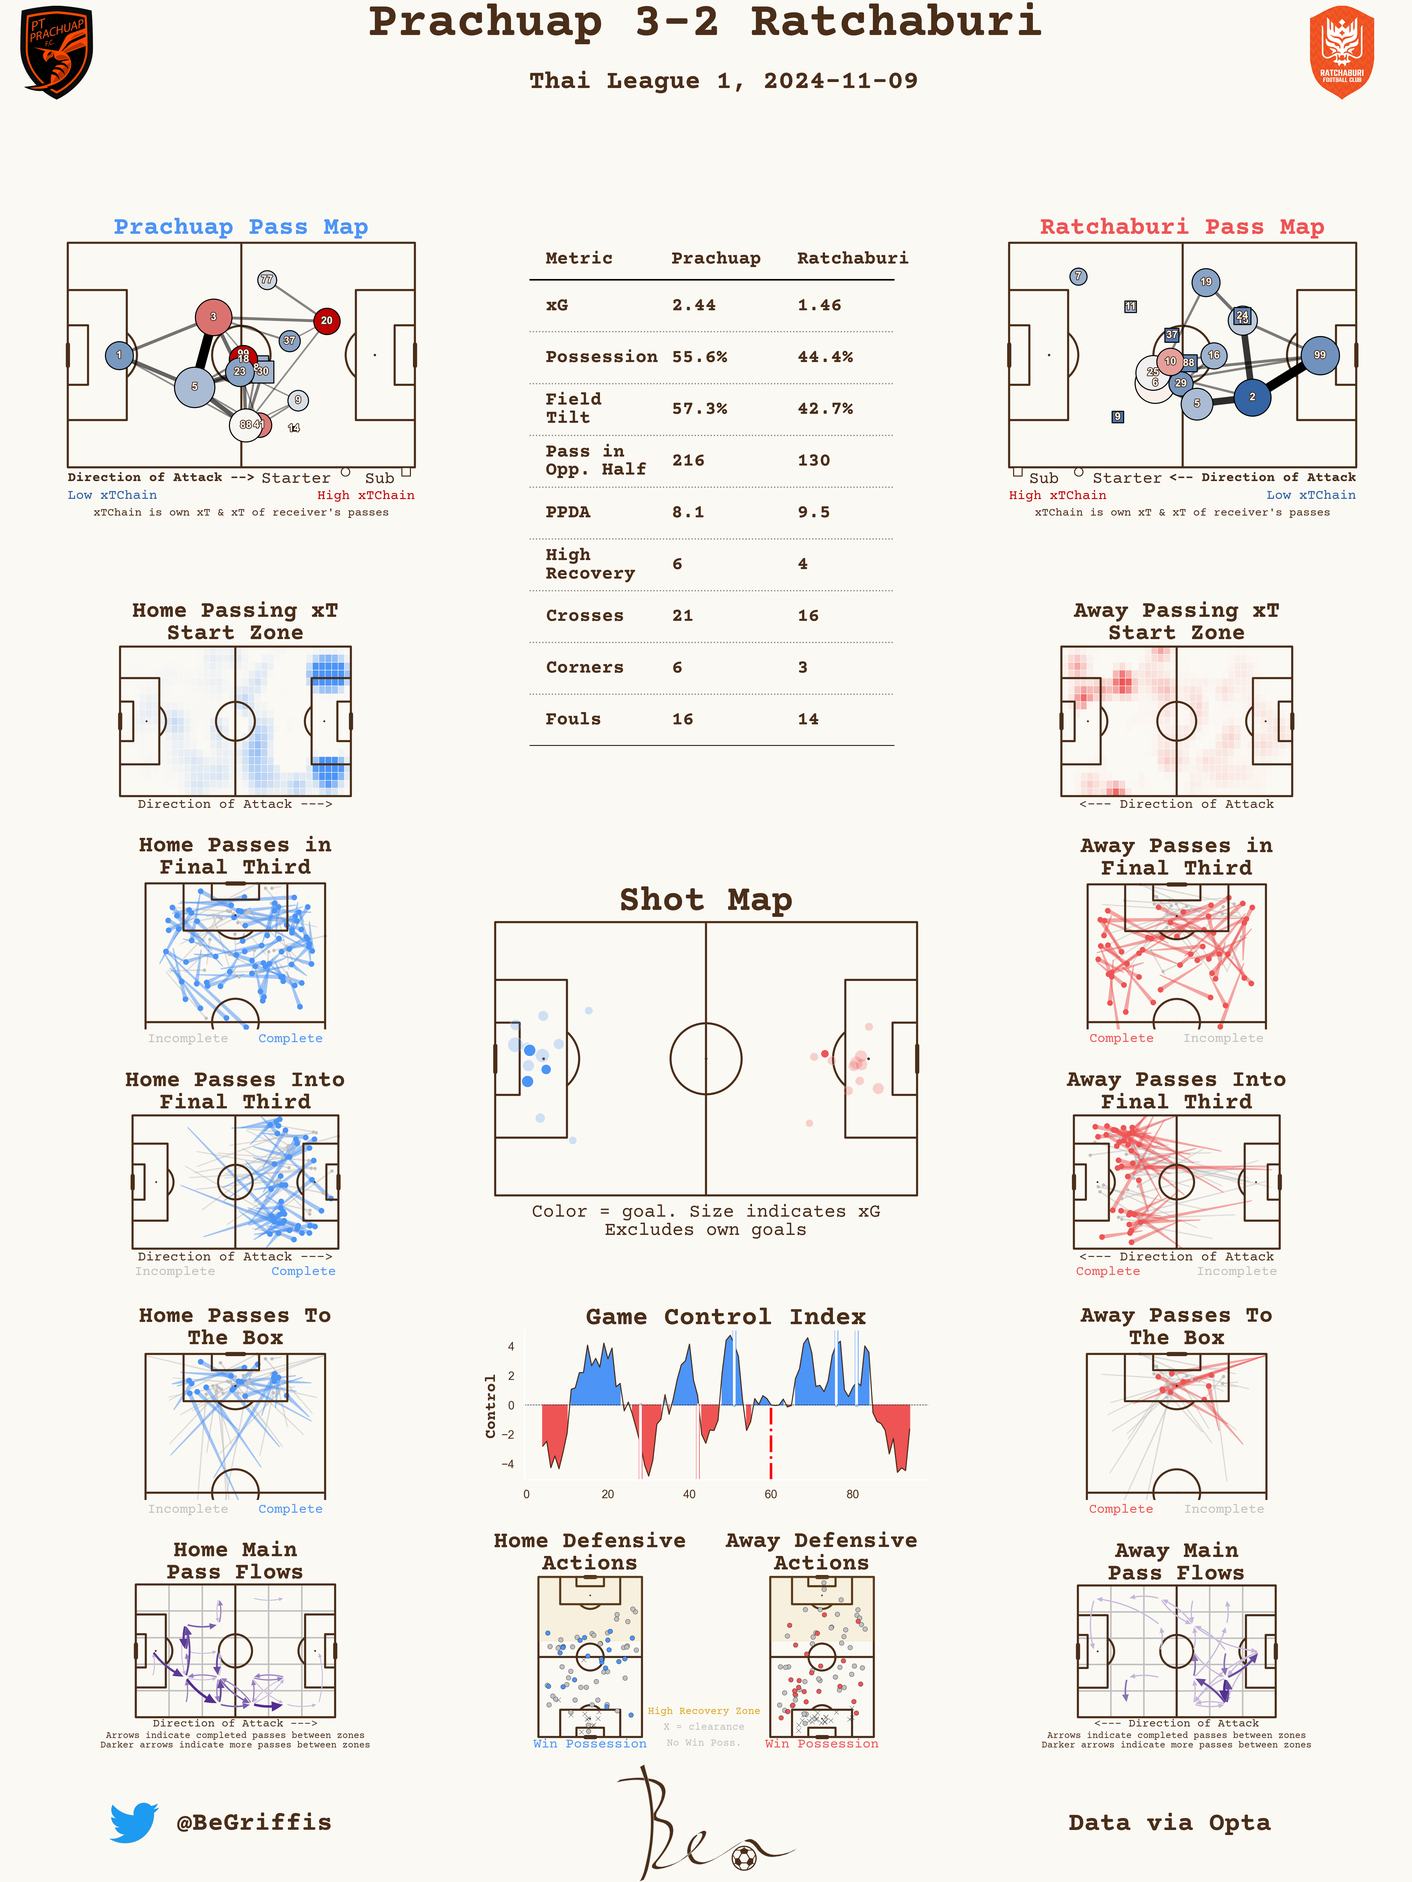 Prachuap 3-2 Ratchaburi
Thai League 1, 2024-11-09
PT
PRACHUAP
F.C.
RATCHABURI
FOOTBALL CLUB
Prachuap Pass Map
77
3
20
37
99
18
1
23
30
5
9
88
41
14
Direction of Attack --> Starter Sub
Low xTChain High xTChain
xTChain is own xT & xT of receiver's passes
Metric Prachuap Ratchaburi
xG 2.44 1.46
Possession 55.6% 44.4%
Field
Tilt 57.3% 42.7%
Pass in
Opp. Half 216 130
PPDA 8.1 9.5
High
Recovery 6 4
Crosses 21 16
Corners 6 3
Fouls 16 14
Ratchaburi Pass Map
7
19
11
24
37
10
88
16
99
25
6
29
2
5
9
Sub Starter <-- Direction of Attack
High xTChain Low xTChain
xTChain is own xT & xT of receiver's passes
Home Passing xT
Start Zone
Direction of Attack --->
Away Passing xT
Start Zone
<--- Direction of Attack
Home Passes in
Final Third
Incomplete Complete
Away Passes in
Final Third
Complete Incomplete
Shot Map
Color = goal. Size indicates xG
Excludes own goals
Home Passes Into
Final Third
Direction of Attack --->
Incomplete Complete
Away Passes Into
Final Third
<--- Direction of Attack
Complete Incomplete
Home Passes To
The Box
Incomplete Complete
Game Control Index
Control
4
2
0
−2
−4
0 20 40 60 80
Away Passes To
The Box
Complete Incomplete
Home Main
Pass Flows
Direction of Attack --->
Arrows indicate completed passes between zones
Darker arrows indicate more passes between zones
Home Defensive
Actions
Win Possession
Away Defensive
Actions
Win Possession
High Recovery Zone
X = clearance
No Win Poss.
Away Main
Pass Flows
<--- Direction of Attack
Arrows indicate completed passes between zones
Darker arrows indicate more passes between zones
@BeGriffis
Ben
Data via Opta